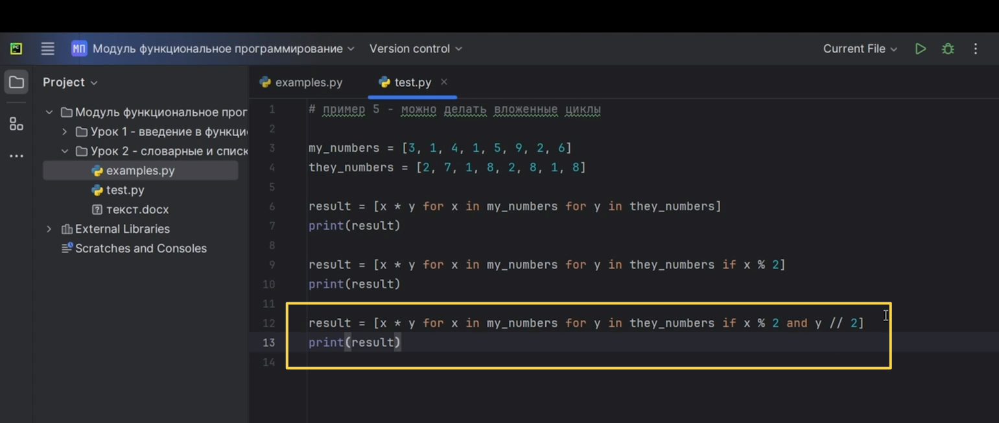 PC
МП Модуль функциональное программирование Version control Current File
Project
examples.py test.py
Модуль функциональное прог
Урок 1 - введение в функци
Урок 2 - словарные и списк
examples.py
test.py
? текст.docx
External Libraries
Scratches and Consoles
1 # пример 5 - можно делать вложенные циклы
2
3 my_numbers = [3, 1, 4, 1, 5, 9, 2, 6]
4 they_numbers = [2, 7, 1, 8, 2, 8, 1, 8]
5
6 result = [x * y for x in my_numbers for y in they_numbers]
7 print(result)
8
9 result = [x * y for x in my_numbers for y in they_numbers if x % 2]
10 print(result)
11
12 result = [x * y for x in my_numbers for y in they_numbers if x % 2 and y // 2]
13 print(result)
14